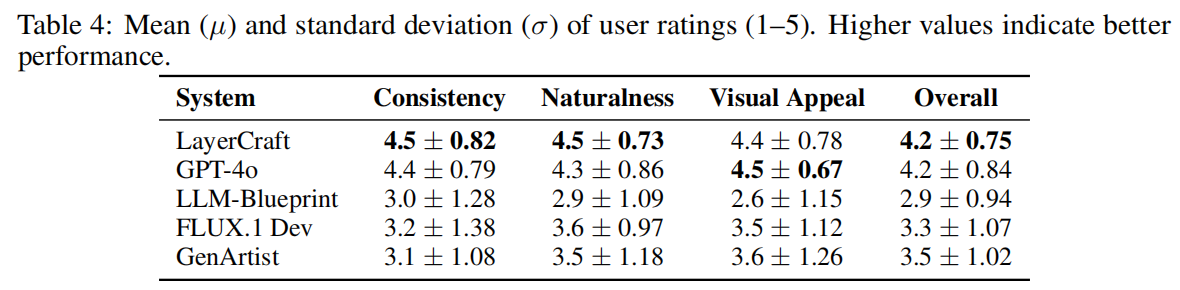 Table 4: Mean (μ) and standard deviation (σ) of user ratings (1–5). Higher values indicate better
performance.
System Consistency Naturalness Visual Appeal Overall
LayerCraft 4.5 ± 0.82 4.5 ± 0.73 4.4 ± 0.78 4.2 ± 0.75
GPT-4o 4.4 ± 0.79 4.3 ± 0.86 4.5 ± 0.67 4.2 ± 0.84
LLM-Blueprint 3.0 ± 1.28 2.9 ± 1.09 2.6 ± 1.15 2.9 ± 0.94
FLUX.1 Dev 3.2 ± 1.38 3.6 ± 0.97 3.5 ± 1.12 3.3 ± 1.07
GenArtist 3.1 ± 1.08 3.5 ± 1.18 3.6 ± 1.26 3.5 ± 1.02